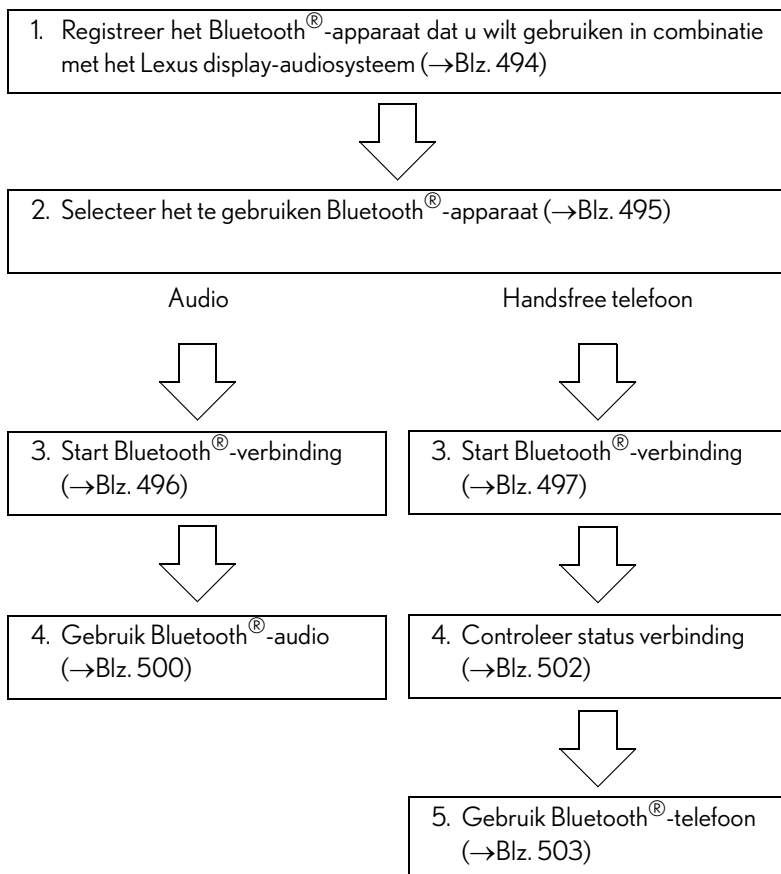 1. Registreer het Bluetooth®-apparaat dat u wilt gebruiken in combinatie
met het Lexus display-audiosysteem (→Blz. 494)
2. Selecteer het te gebruiken Bluetooth®-apparaat (→Blz. 495)
Audio
Handsfree telefoon
3. Start Bluetooth®-verbinding
(→Blz. 496)
3. Start Bluetooth®-verbinding
(→Blz. 497)
4. Gebruik Bluetooth®-audio
(→Blz. 500)
4. Controleer status verbinding
(→Blz. 502)
5. Gebruik Bluetooth®-telefoon
(→Blz. 503)